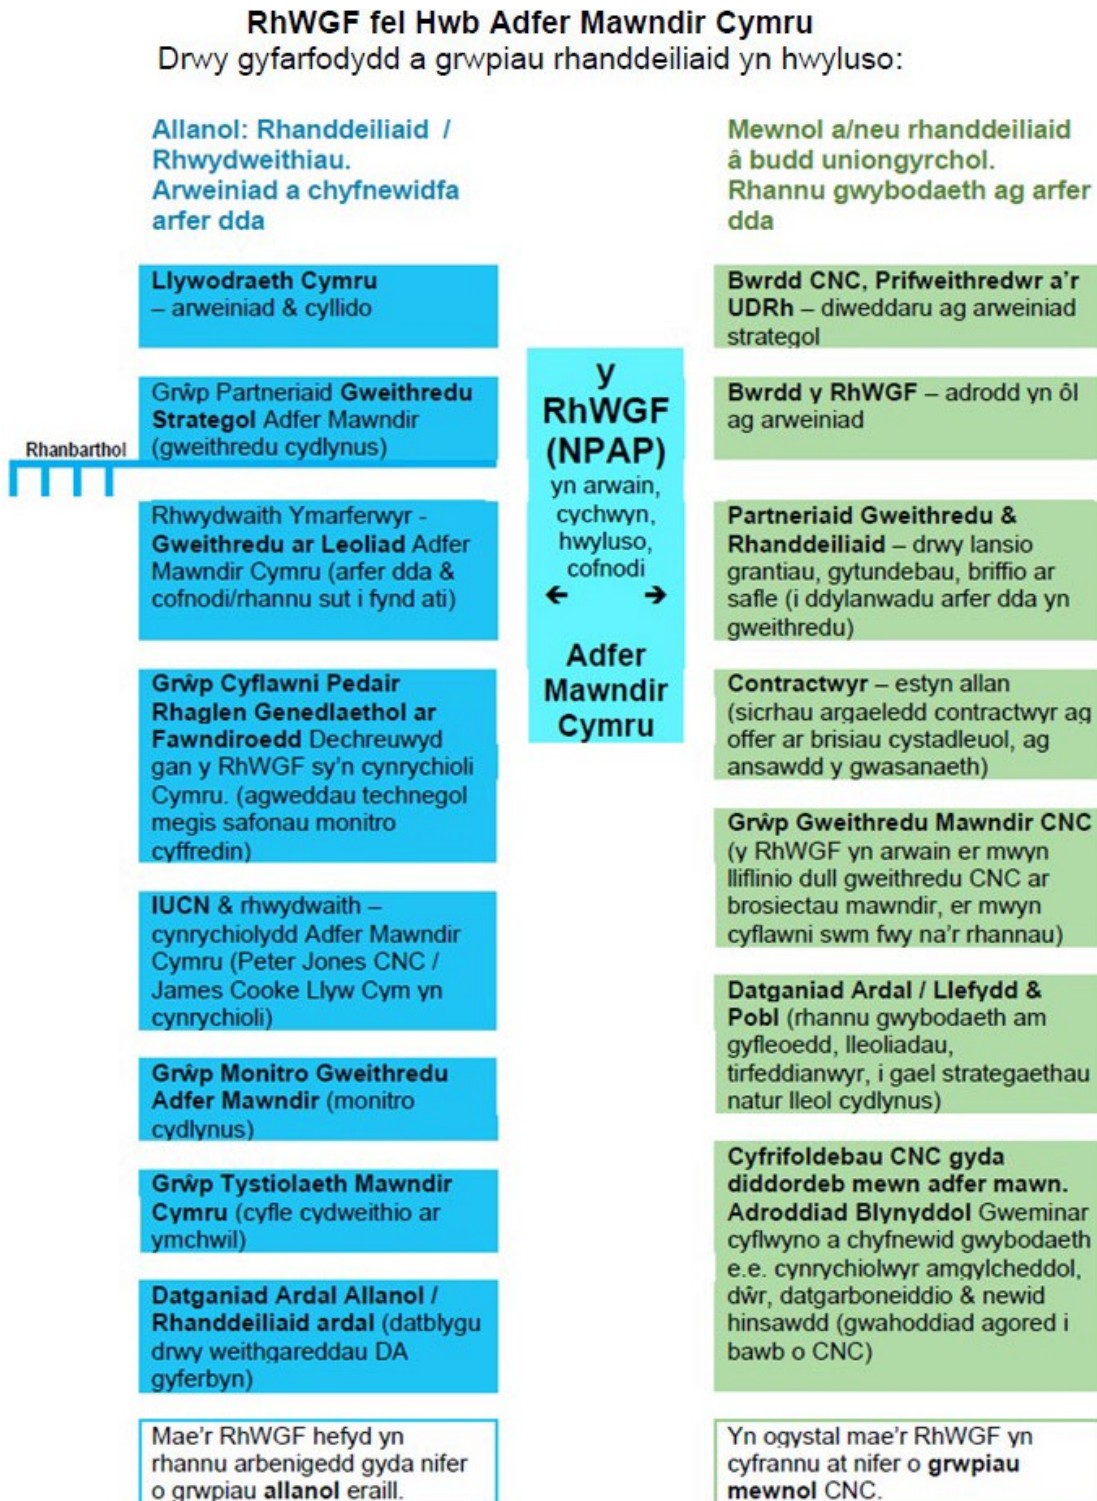 RhWGF fel Hwb Adfer Mawndir Cymru
Drwy gyfarfodydd a grwpiau rhanddeiliaid yn hwyluso:
Allanol: Rhanddeiliaid /
Rhwydweithiau.
Arweiniad a chyfnewidfa
arfer dda
Llywodraeth Cymru
– arweiniad & cyllido
Grŵp Partneriaid Gweithredu
Strategol Adfer Mawndir
(gweithredu cydlynus)
Rhanbarthol
Rhwydwaith Ymarferwyr -
Gweithredu ar Leoliad Adfer
Mawndir Cymru (arfer dda &
cofnodi/rhannu sut i fynd ati)
Grŵp Cyflawni Pedair
Rhaglen Genedlaethol ar
Fawndiroedd Dechreuwyd
gan y RhWGF sy'n cynrychioli
Cymru. (agweddau technegol
megis safonau monitro
cyffredin)
IUCN & rhwydwaith –
cynrychiolydd Adfer Mawndir
Cymru (Peter Jones CNC /
James Cooke Llyw Cym yn
cynrychioli)
Grŵp Monitro Gweithredu
Adfer Mawndir (monitro
cydlynus)
Grŵp Tystiolaeth Mawndir
Cymru (cyfle cydweithio ar
ymchwil)
Datganiad Ardal Allanol /
Rhanddeiliaid ardal (datblygu
drwy weithgareddau DA
gyferbyn)
Mae'r RhWGF hefyd yn
rhannu arbenigedd gyda nifer
o grwpiau allanol eraill.
y
RhWGF
(NPAP)
yn arwain,
cychwyn,
hwyluso,
cofnodi
← →
Adfer
Mawndir
Cymru
Mewnol a/neu rhanddeiliaid
â budd uniongyrchol.
Rhannu gwybodaeth ag arfer
dda
Bwrdd CNC, Prifweithredwr a'r
UDRh – diweddaru ag arweiniad
strategol
Bwrdd y RhWGF – adrodd yn ôl
ag arweiniad
Partneriaid Gweithredu &
Rhanddeiliaid – drwy lansio
grantiau, gytundebau, briffio ar
safle (i ddylanwadu arfer dda yn
gweithredu)
Contractwyr – estyn allan
(sicrhau argaeledd contractwyr ag
offer ar brisiau cystadleuol, ag
ansawdd y gwasanaeth)
Grŵp Gweithredu Mawndir CNC
(y RhWGF yn arwain er mwyn
lliflinio dull gweithredu CNC ar
brosiectau mawndir, er mwyn
cyflawni swm fwy na'r rhannau)
Datganiad Ardal / Llefydd &
Pobl (rhannu gwybodaeth am
gyfleoedd, lleoliadau,
tirfeddianwyr, i gael strategaethau
natur lleol cydlynus)
Cyfrifoldebau CNC gyda
diddordeb mewn adfer mawn.
Adroddiad Blynyddol Gweminar
cyflwyno a chyfnewid gwybodaeth
e.e. cynrychiolwyr amgylcheddol,
dŵr, datgarboneiddio & newid
hinsawdd (gwahoddiad agored i
bawb o CNC)
Yn ogystal mae'r RhWGF yn
cyfrannu at nifer o grwpiau
mewnol CNC.